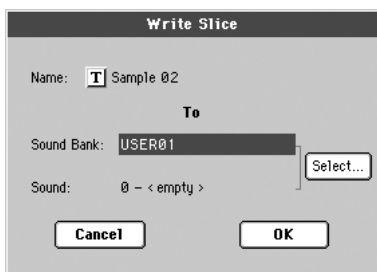 Write Slice
Name: T Sample 02
To
Sound Bank: USER01
Select...
Sound: 0 - < empty >
Cancel OK